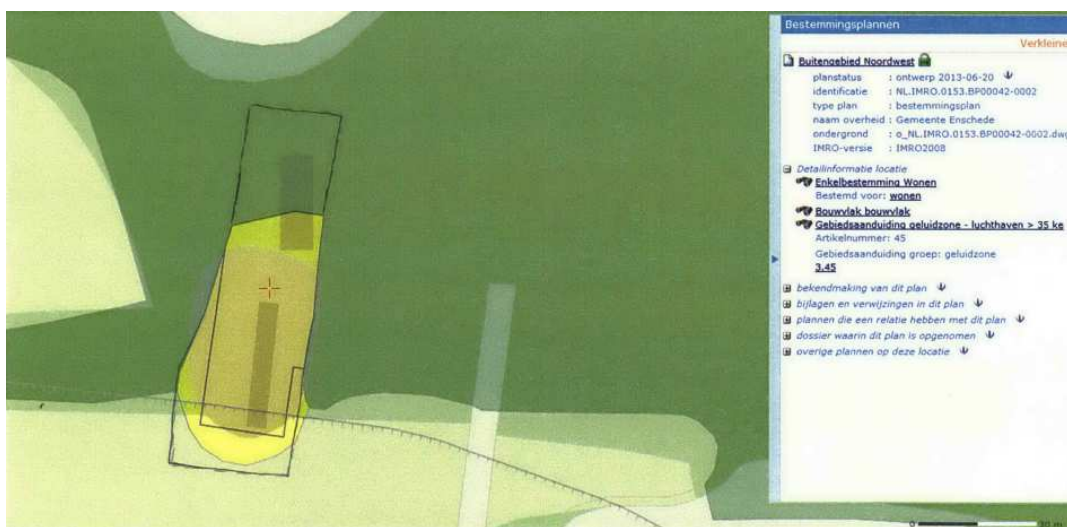 Bestemmingsplannen
Verkleine
Buitengebied Noordwest
planstatus : ontwerp 2013-06-20
identificatie : NL.IMRO.0153.BP00042-0002
type plan : bestemmingsplan
naam overheid : Gemeente Enschede
ondergrond : o_NL.IMRO.0153.BP00042-0002.dwg
IMRO-versie : IMRO2008
Detailinformatie locatie
Enkelbestemming Wonen
Bestemd voor: wonen
Bouwvlak bouwvlak
Gebiedsaanduiding geluidzone - luchthaven > 35 ke
Artikelnummer: 45
Gebiedsaanduiding groep: geluidzone
3.45
bekendmaking van dit plan
bijlagen en verwijzingen in dit plan
plannen die een relatie hebben met dit plan
dossier waarin dit plan is opgenomen
overige plannen op deze locatie
0